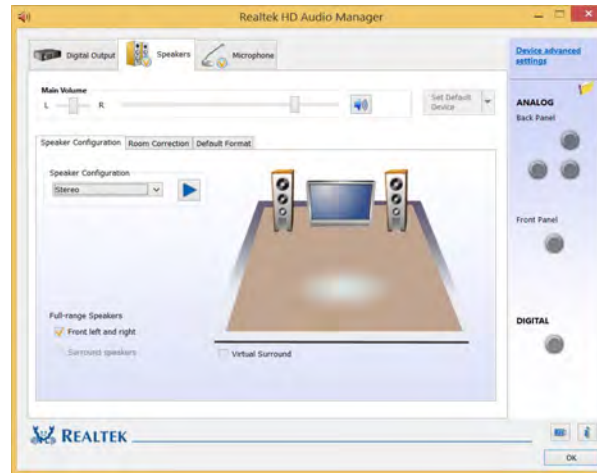 Realtek HD Audio Manager
Digital Output
Speakers
Microphone
Device advanced
settings
Main Volume
L
R
Set Default
Device
ANALOG
Back Panel
Speaker Configuration
Room Correction
Default Format
Speaker Configuration
Stereo
Front Panel
Full-range Speakers
Front left and right
Surround speakers
Virtual Surround
DIGITAL
REALTEK
OK